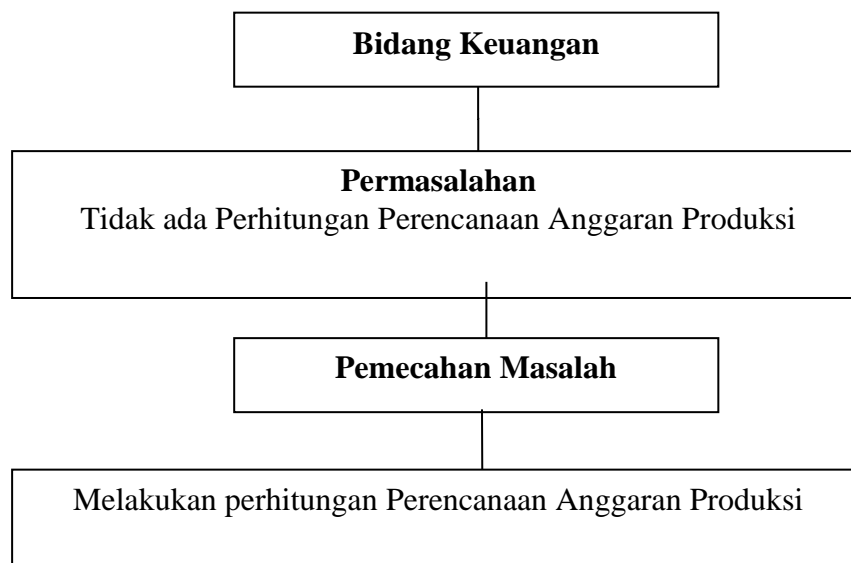 Bidang Keuangan
Permasalahan
Tidak ada Perhitungan Perencanaan Anggaran Produksi
Pemecahan Masalah
Melakukan perhitungan Perencanaan Anggaran Produksi